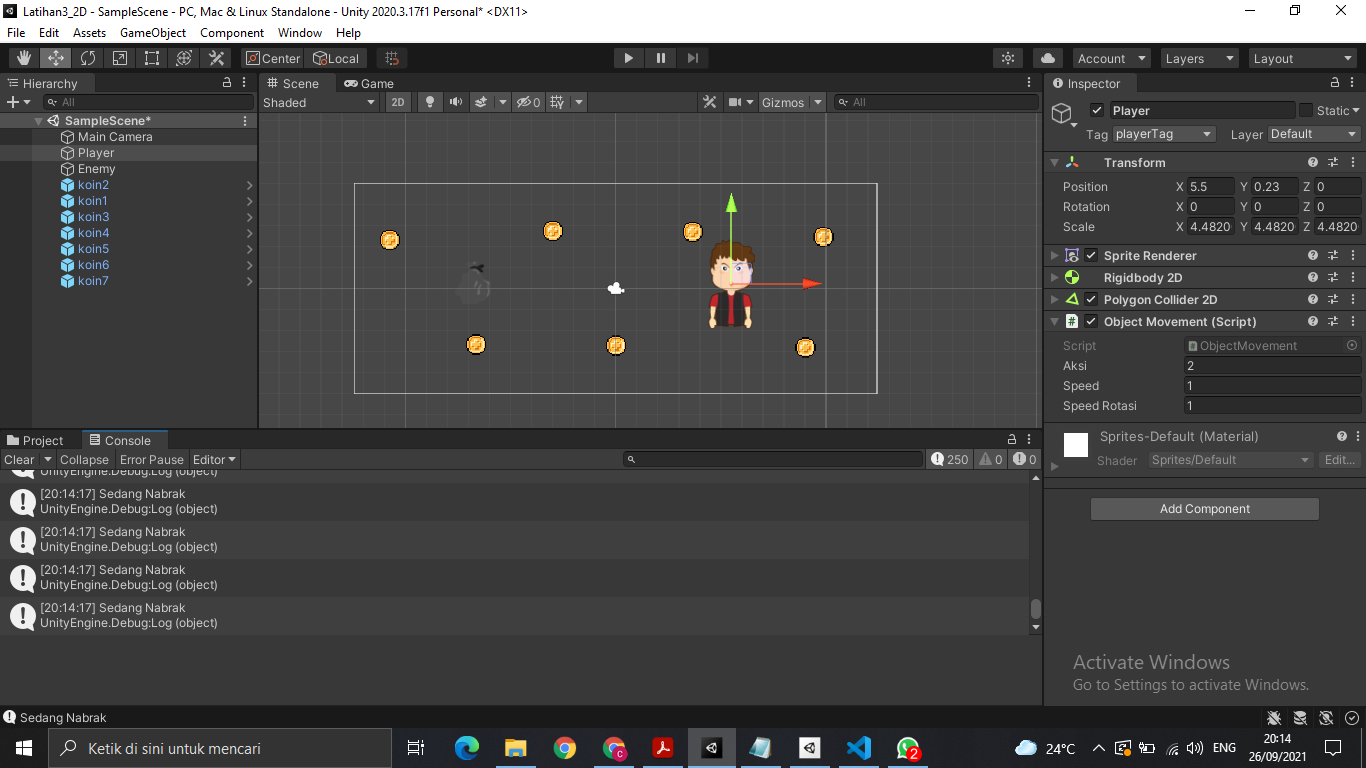 Latihan3_2D - SampleScene - PC, Mac & Linux Standalone - Unity 2020.3.17f1 Personal* <DX11>
File Edit Assets GameObject Component Window Help
Center Local Account Layers Layout
Hierarchy
All
SampleScene*
Main Camera
Player
Enemy
koin2
koin1
koin3
koin4
koin5
koin6
koin7
Scene Game
Shaded 2D 0 Gizmos All
Inspector
Player Static
Tag playerTag Layer Default
Transform
Position X 5.5 Y 0.23 Z 0
Rotation X 0 Y 0 Z 0
Scale X 4.4820 Y 4.4820 Z 4.4820
Sprite Renderer
Rigidbody 2D
Polygon Collider 2D
Object Movement (Script)
Script ObjectMovement
Aksi 2
Speed 1
Speed Rotasi 1
Sprites-Default (Material)
Shader Sprites/Default Edit...
Add Component
Project Console
Clear Collapse Error Pause Editor 250 0 0
UnityEngine.Debug:Log (object)
[20:14:17] Sedang Nabrak
UnityEngine.Debug:Log (object)
[20:14:17] Sedang Nabrak
UnityEngine.Debug:Log (object)
[20:14:17] Sedang Nabrak
UnityEngine.Debug:Log (object)
[20:14:17] Sedang Nabrak
UnityEngine.Debug:Log (object)
Activate Windows
Go to Settings to activate Windows.
Sedang Nabrak
Ketik di sini untuk mencari
C
2
24°C
ENG
20:14
26/09/2021